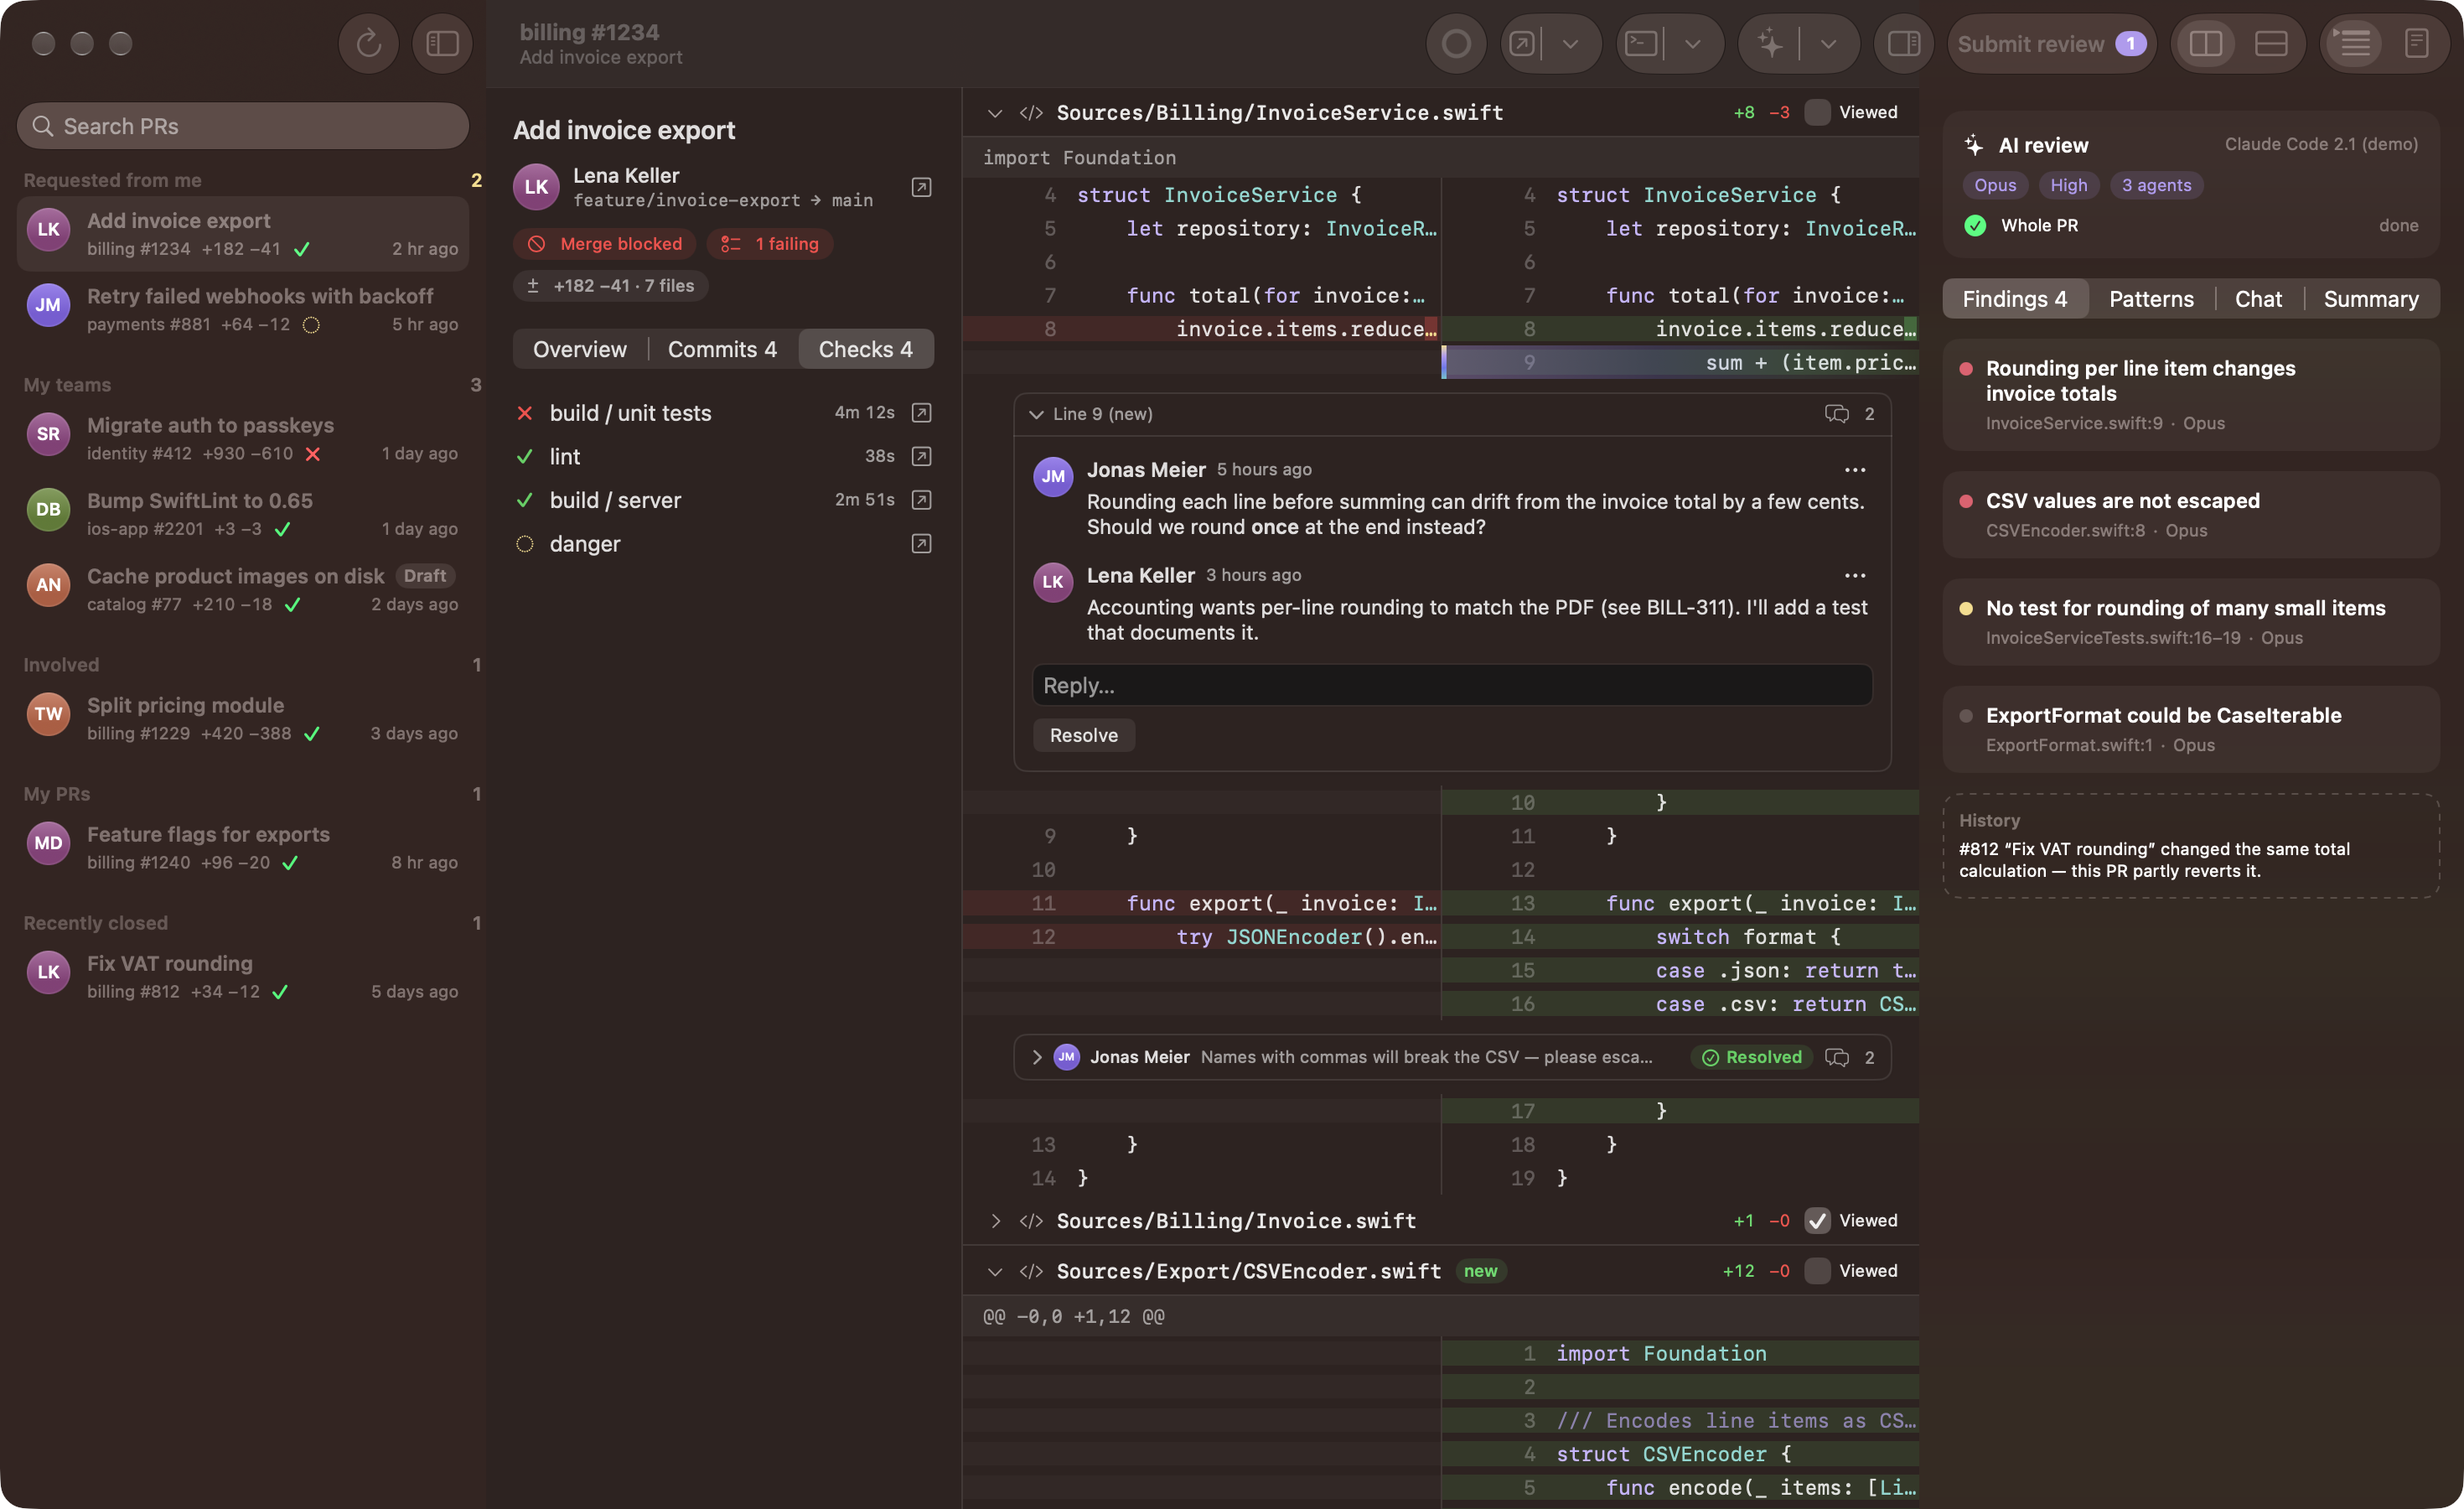 billing #1234
Add invoice export
Submit review 1
Search PRs
Requested from me 2
LK Add invoice export
billing #1234 +182 −41 2 hr ago
JM Retry failed webhooks with backoff
payments #881 +64 −12 5 hr ago
My teams 3
SR Migrate auth to passkeys
identity #412 +930 −610 1 day ago
DB Bump SwiftLint to 0.65
ios-app #2201 +3 −3 1 day ago
AN Cache product images on disk Draft
catalog #77 +210 −18 2 days ago
Involved 1
TW Split pricing module
billing #1229 +420 −388 3 days ago
My PRs 1
MD Feature flags for exports
billing #1240 +96 −20 8 hr ago
Recently closed 1
LK Fix VAT rounding
billing #812 +34 −12 5 days ago
Add invoice export
LK Lena Keller
feature/invoice-export → main
Merge blocked 1 failing
± +182 −41 · 7 files
Overview Commits 4 Checks 4
build / unit tests 4m 12s
lint 38s
build / server 2m 51s
danger
</> Sources/Billing/InvoiceService.swift +8 −3 Viewed
import Foundation
4 struct InvoiceService { 4 struct InvoiceService {
5 let repository: InvoiceR… 5 let repository: InvoiceR…
6 6
7 func total(for invoice:… 7 func total(for invoice:…
8 invoice.items.reduce… 8 invoice.items.reduce…
9 sum + (item.pric…
Line 9 (new) 2
JM Jonas Meier 5 hours ago
Rounding each line before summing can drift from the invoice total by a few cents.
Should we round once at the end instead?
LK Lena Keller 3 hours ago
Accounting wants per-line rounding to match the PDF (see BILL-311). I'll add a test
that documents it.
Reply...
Resolve
10 }
9 } 11 }
10 12
11 func export(_ invoice: I… 13 func export(_ invoice: I…
12 try JSONEncoder().en… 14 switch format {
15 case .json: return t…
16 case .csv: return CS…
JM Jonas Meier Names with commas will break the CSV — please esca... Resolved 2
17 }
13 } 18 }
14 } 19 }
</> Sources/Billing/Invoice.swift +1 −0 Viewed
</> Sources/Export/CSVEncoder.swift new +12 −0 Viewed
@@ −0,0 +1,12 @@
1 import Foundation
2
3 /// Encodes line items as CS…
4 struct CSVEncoder {
5 func encode(_ items: [Li…
AI review Claude Code 2.1 (demo)
Opus High 3 agents
Whole PR done
Findings 4 Patterns Chat Summary
Rounding per line item changes
invoice totals
InvoiceService.swift:9 · Opus
CSV values are not escaped
CSVEncoder.swift:8 · Opus
No test for rounding of many small items
InvoiceServiceTests.swift:16–19 · Opus
ExportFormat could be CaseIterable
ExportFormat.swift:1 · Opus
History
#812 “Fix VAT rounding” changed the same total
calculation — this PR partly reverts it.